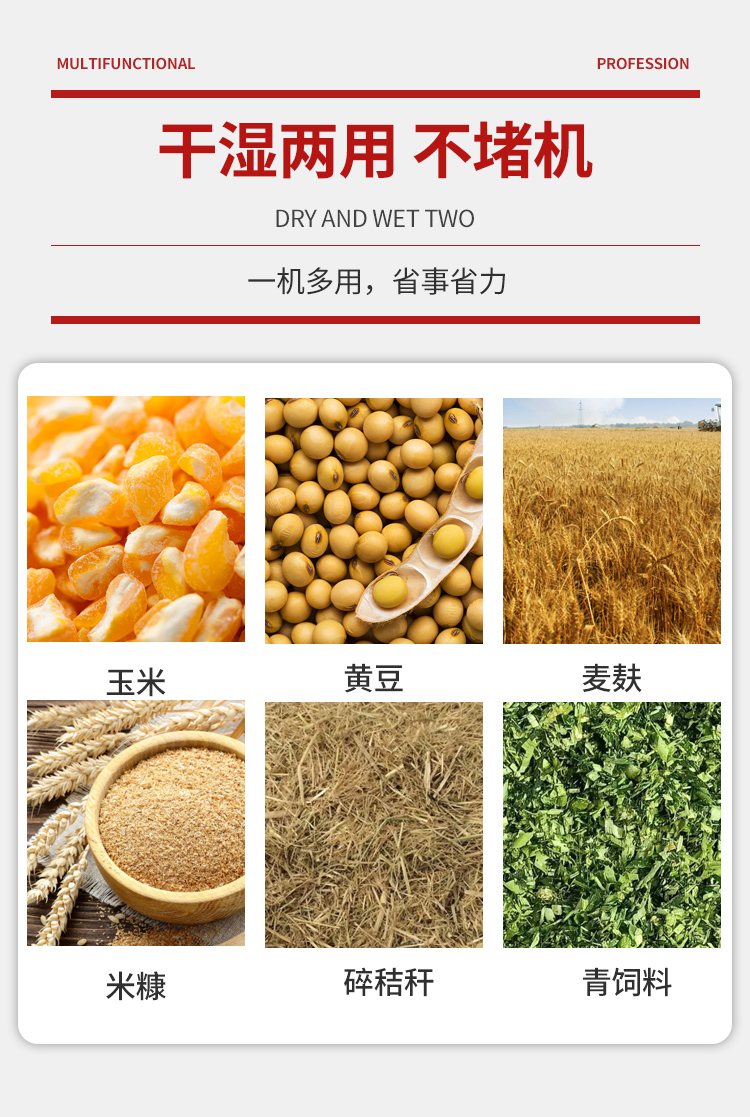 MULTIFUNCTIONAL
PROFESSION
干湿两用 不堵机
DRY AND WET TWO
一机多用，省事省力
玉米
黄豆
麦麸
米糠
碎秸秆
青饲料